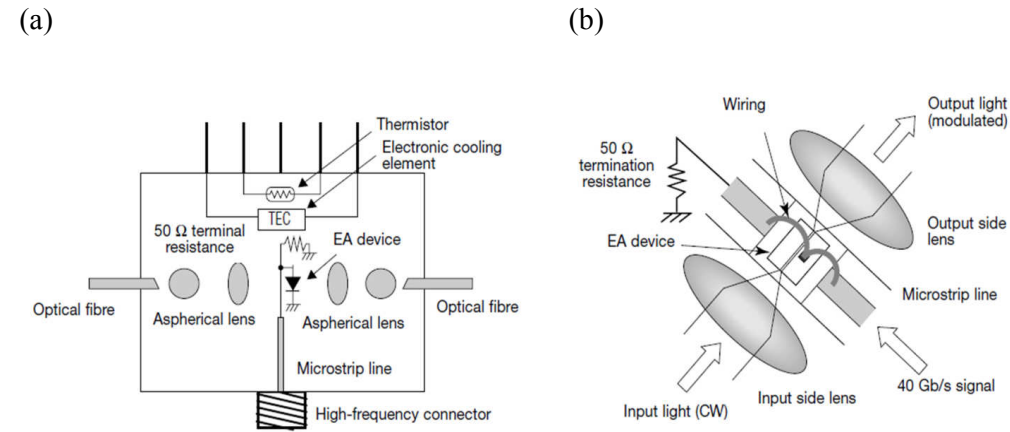 (a)
(b)
Thermistor
Electronic cooling
element
TEC
50 Ω terminal
resistance
EA device
Optical fibre
Aspherical lens
Aspherical lens
Optical fibre
Microstrip line
High-frequency connector
Wiring
Output light
(modulated)
50 Ω
termination
resistance
Output side
lens
EA device
Microstrip line
40 Gb/s signal
Input side lens
Input light (CW)